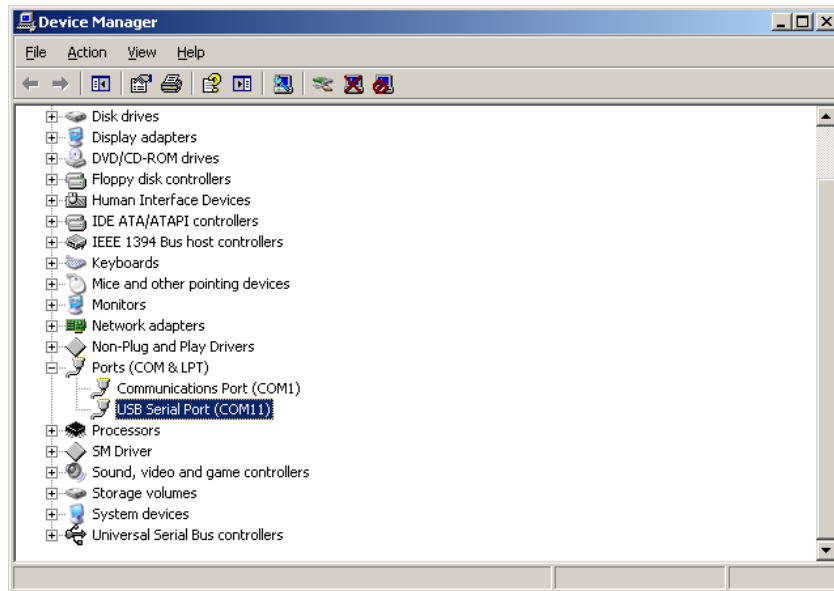 Device Manager
File Action View Help
Disk drives
Display adapters
DVD/CD-ROM drives
Floppy disk controllers
Human Interface Devices
IDE ATA/ATAPI controllers
IEEE 1394 Bus host controllers
Keyboards
Mice and other pointing devices
Monitors
Network adapters
Non-Plug and Play Drivers
Ports (COM & LPT)
Communications Port (COM1)
USB Serial Port (COM11)
Processors
SM Driver
Sound, video and game controllers
Storage volumes
System devices
Universal Serial Bus controllers